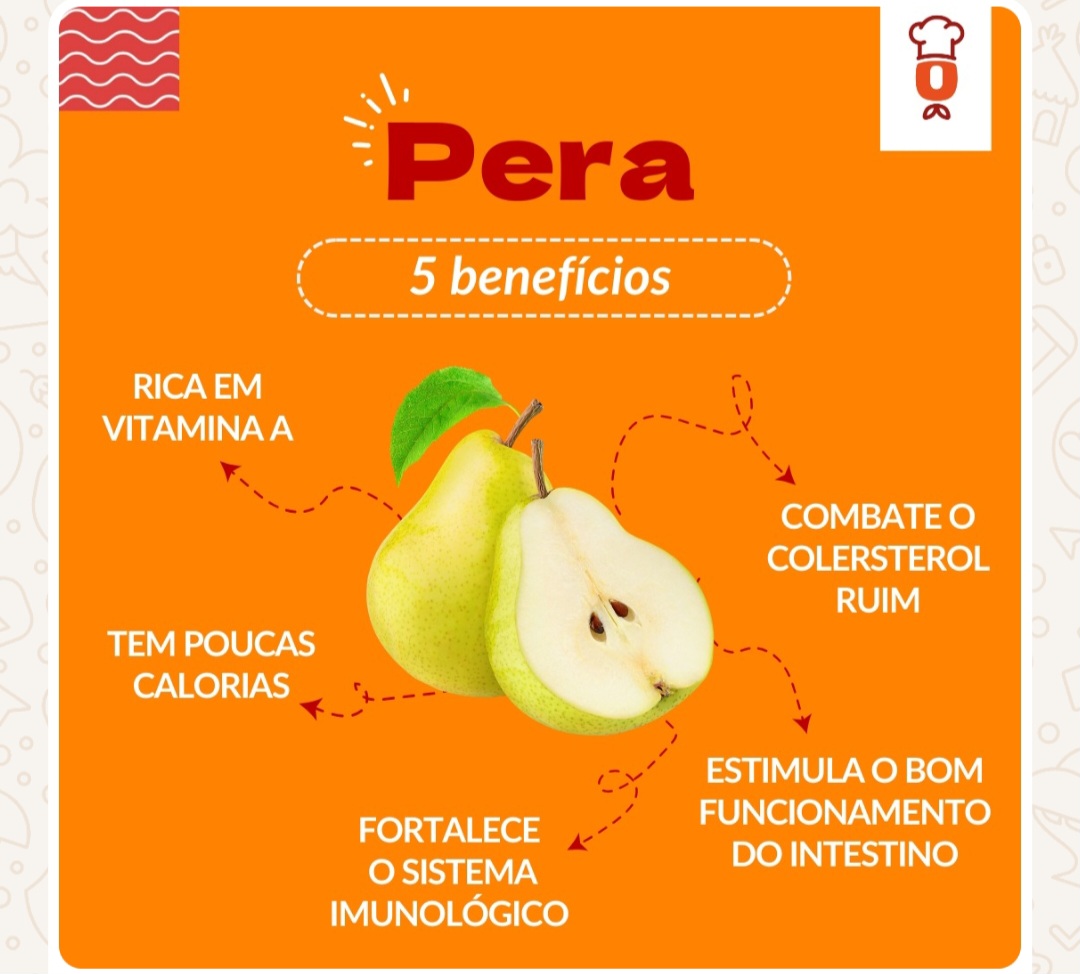 Pera
5 benefícios
RICA EM
VITAMINA A
COMBATE O
COLERSTEROL
RUIM
TEM POUCAS
CALORIAS
ESTIMULA O BOM
FUNCIONAMENTO
DO INTESTINO
FORTALECE
O SISTEMA
IMUNOLÓGICO